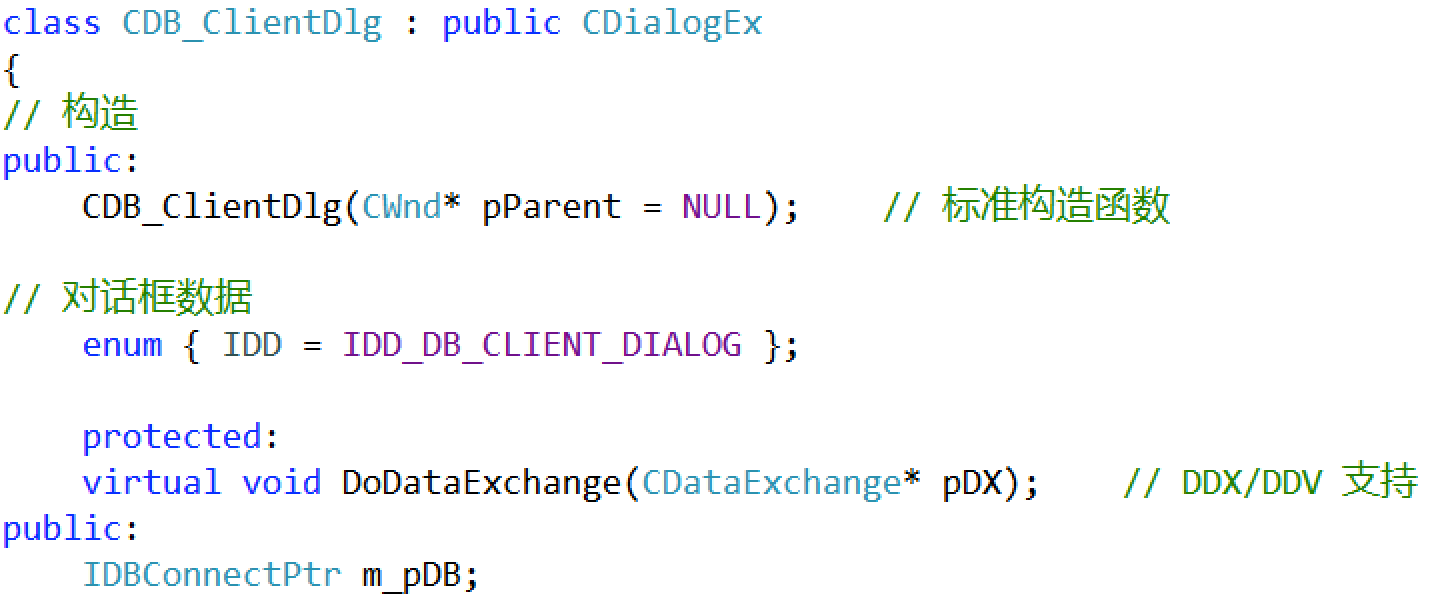 class CDB_ClientDlg : public CDialogEx
{
// 构造
public:
    CDB_ClientDlg(CWnd* pParent = NULL);    // 标准构造函数
// 对话框数据
    enum { IDD = IDD_DB_CLIENT_DIALOG };
    protected:
    virtual void DoDataExchange(CDataExchange* pDX);    // DDX/DDV 支持
public:
    IDBConnectPtr m_pDB;